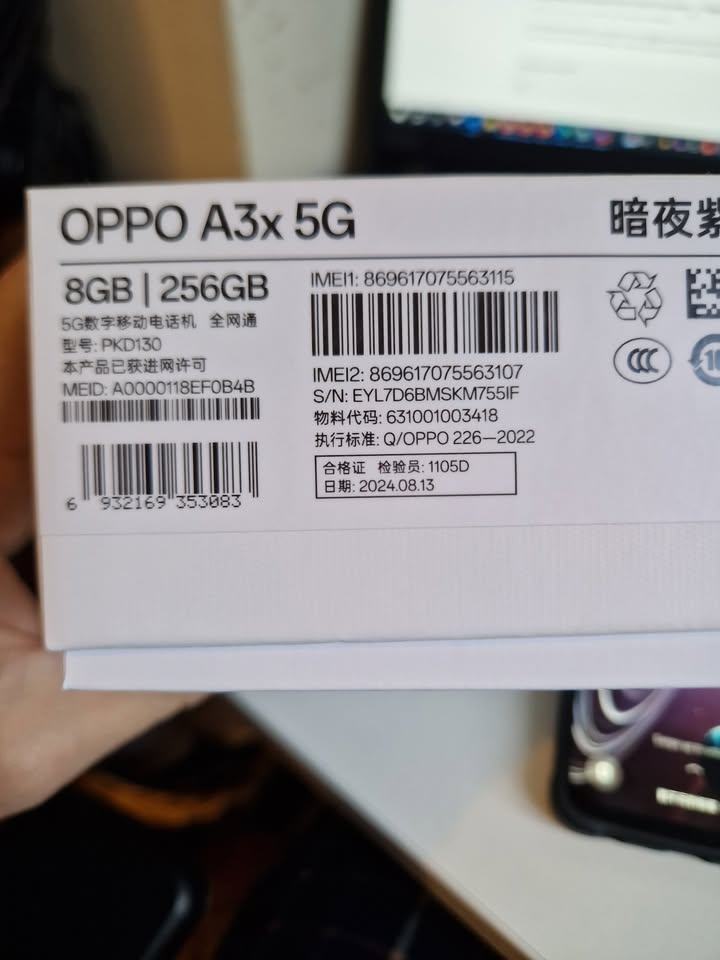 OPPO A3x 5G
暗夜紫
8GB | 256GB
5G数字移动电话机 全网通
型号: PKD130
本产品已获进网许可
MEID: A0000118EF0B4B
6 932169 353083
IMEI1: 869617075563115
IMEI2: 869617075563107
S/N: EYL7D6BMSKM755IF
物料代码: 631001003418
执行标准: Q/OPPO 226—2022
合格证 检验员: 1105D
日期: 2024.08.13
CCC
10